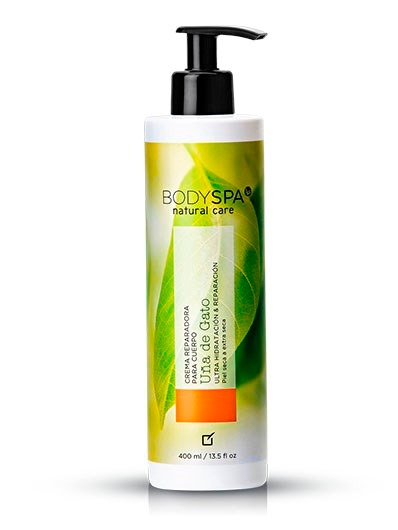 BODYSPA
natural care
CREMA REPARADORA
PARA CUERPO
Uña de Gato
ULTRA HIDRATACIÓN & REPARACIÓN
Piel seca a extra seca
400 ml / 13.5 fl oz